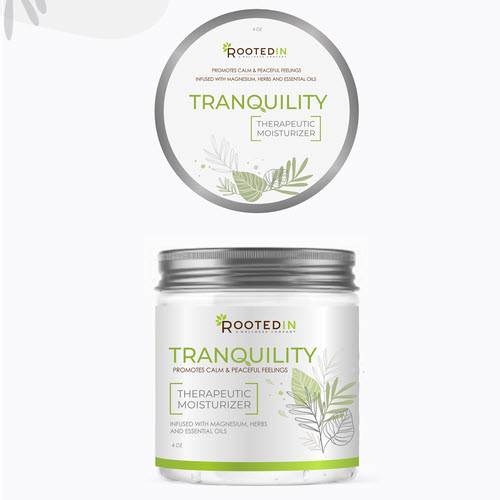 4 OZ
ROOTEDIN
A WELLNESS COMPANY
PROMOTES CALM & PEACEFUL FEELINGS
INFUSED WITH MAGNESIUM, HERBS AND ESSENTIAL OILS
TRANQUILITY
THERAPEUTIC
MOISTURIZER
ROOTEDIN
A WELLNESS COMPANY
TRANQUILITY
PROMOTES CALM & PEACEFUL FEELINGS
THERAPEUTIC
MOISTURIZER
INFUSED WITH MAGNESIUM, HERBS
AND ESSENTIAL OILS
4 OZ